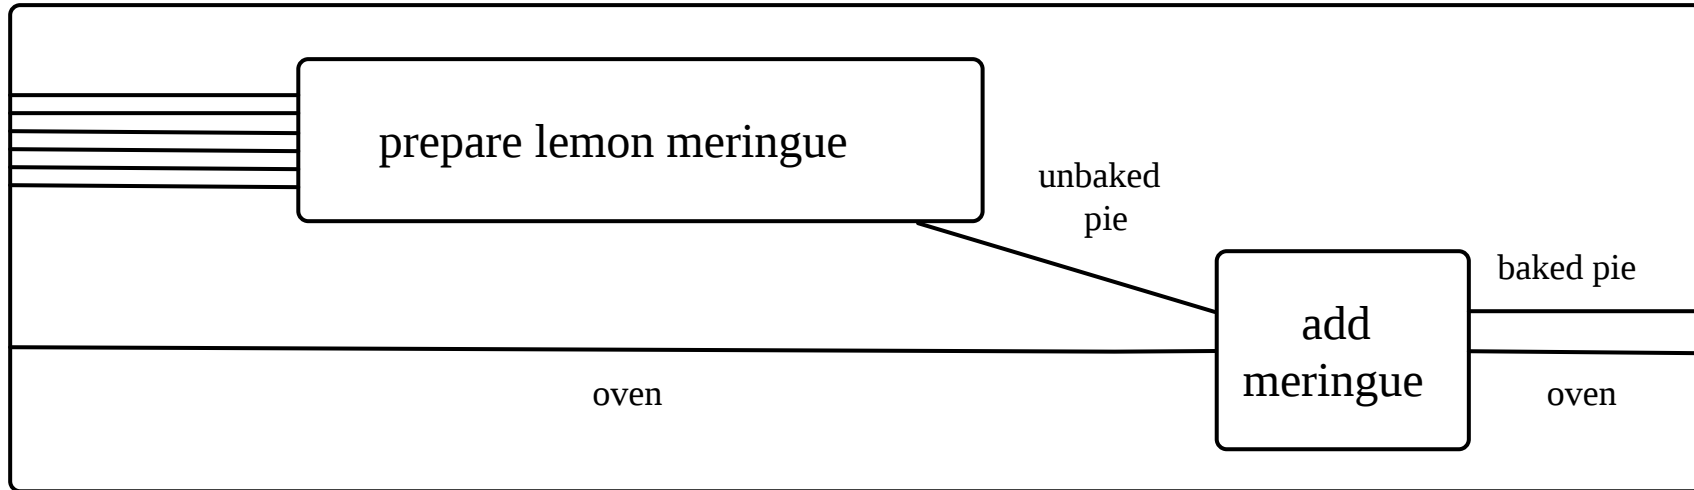 prepare lemon meringue
unbaked
pie
baked pie
add
meringue
oven
oven